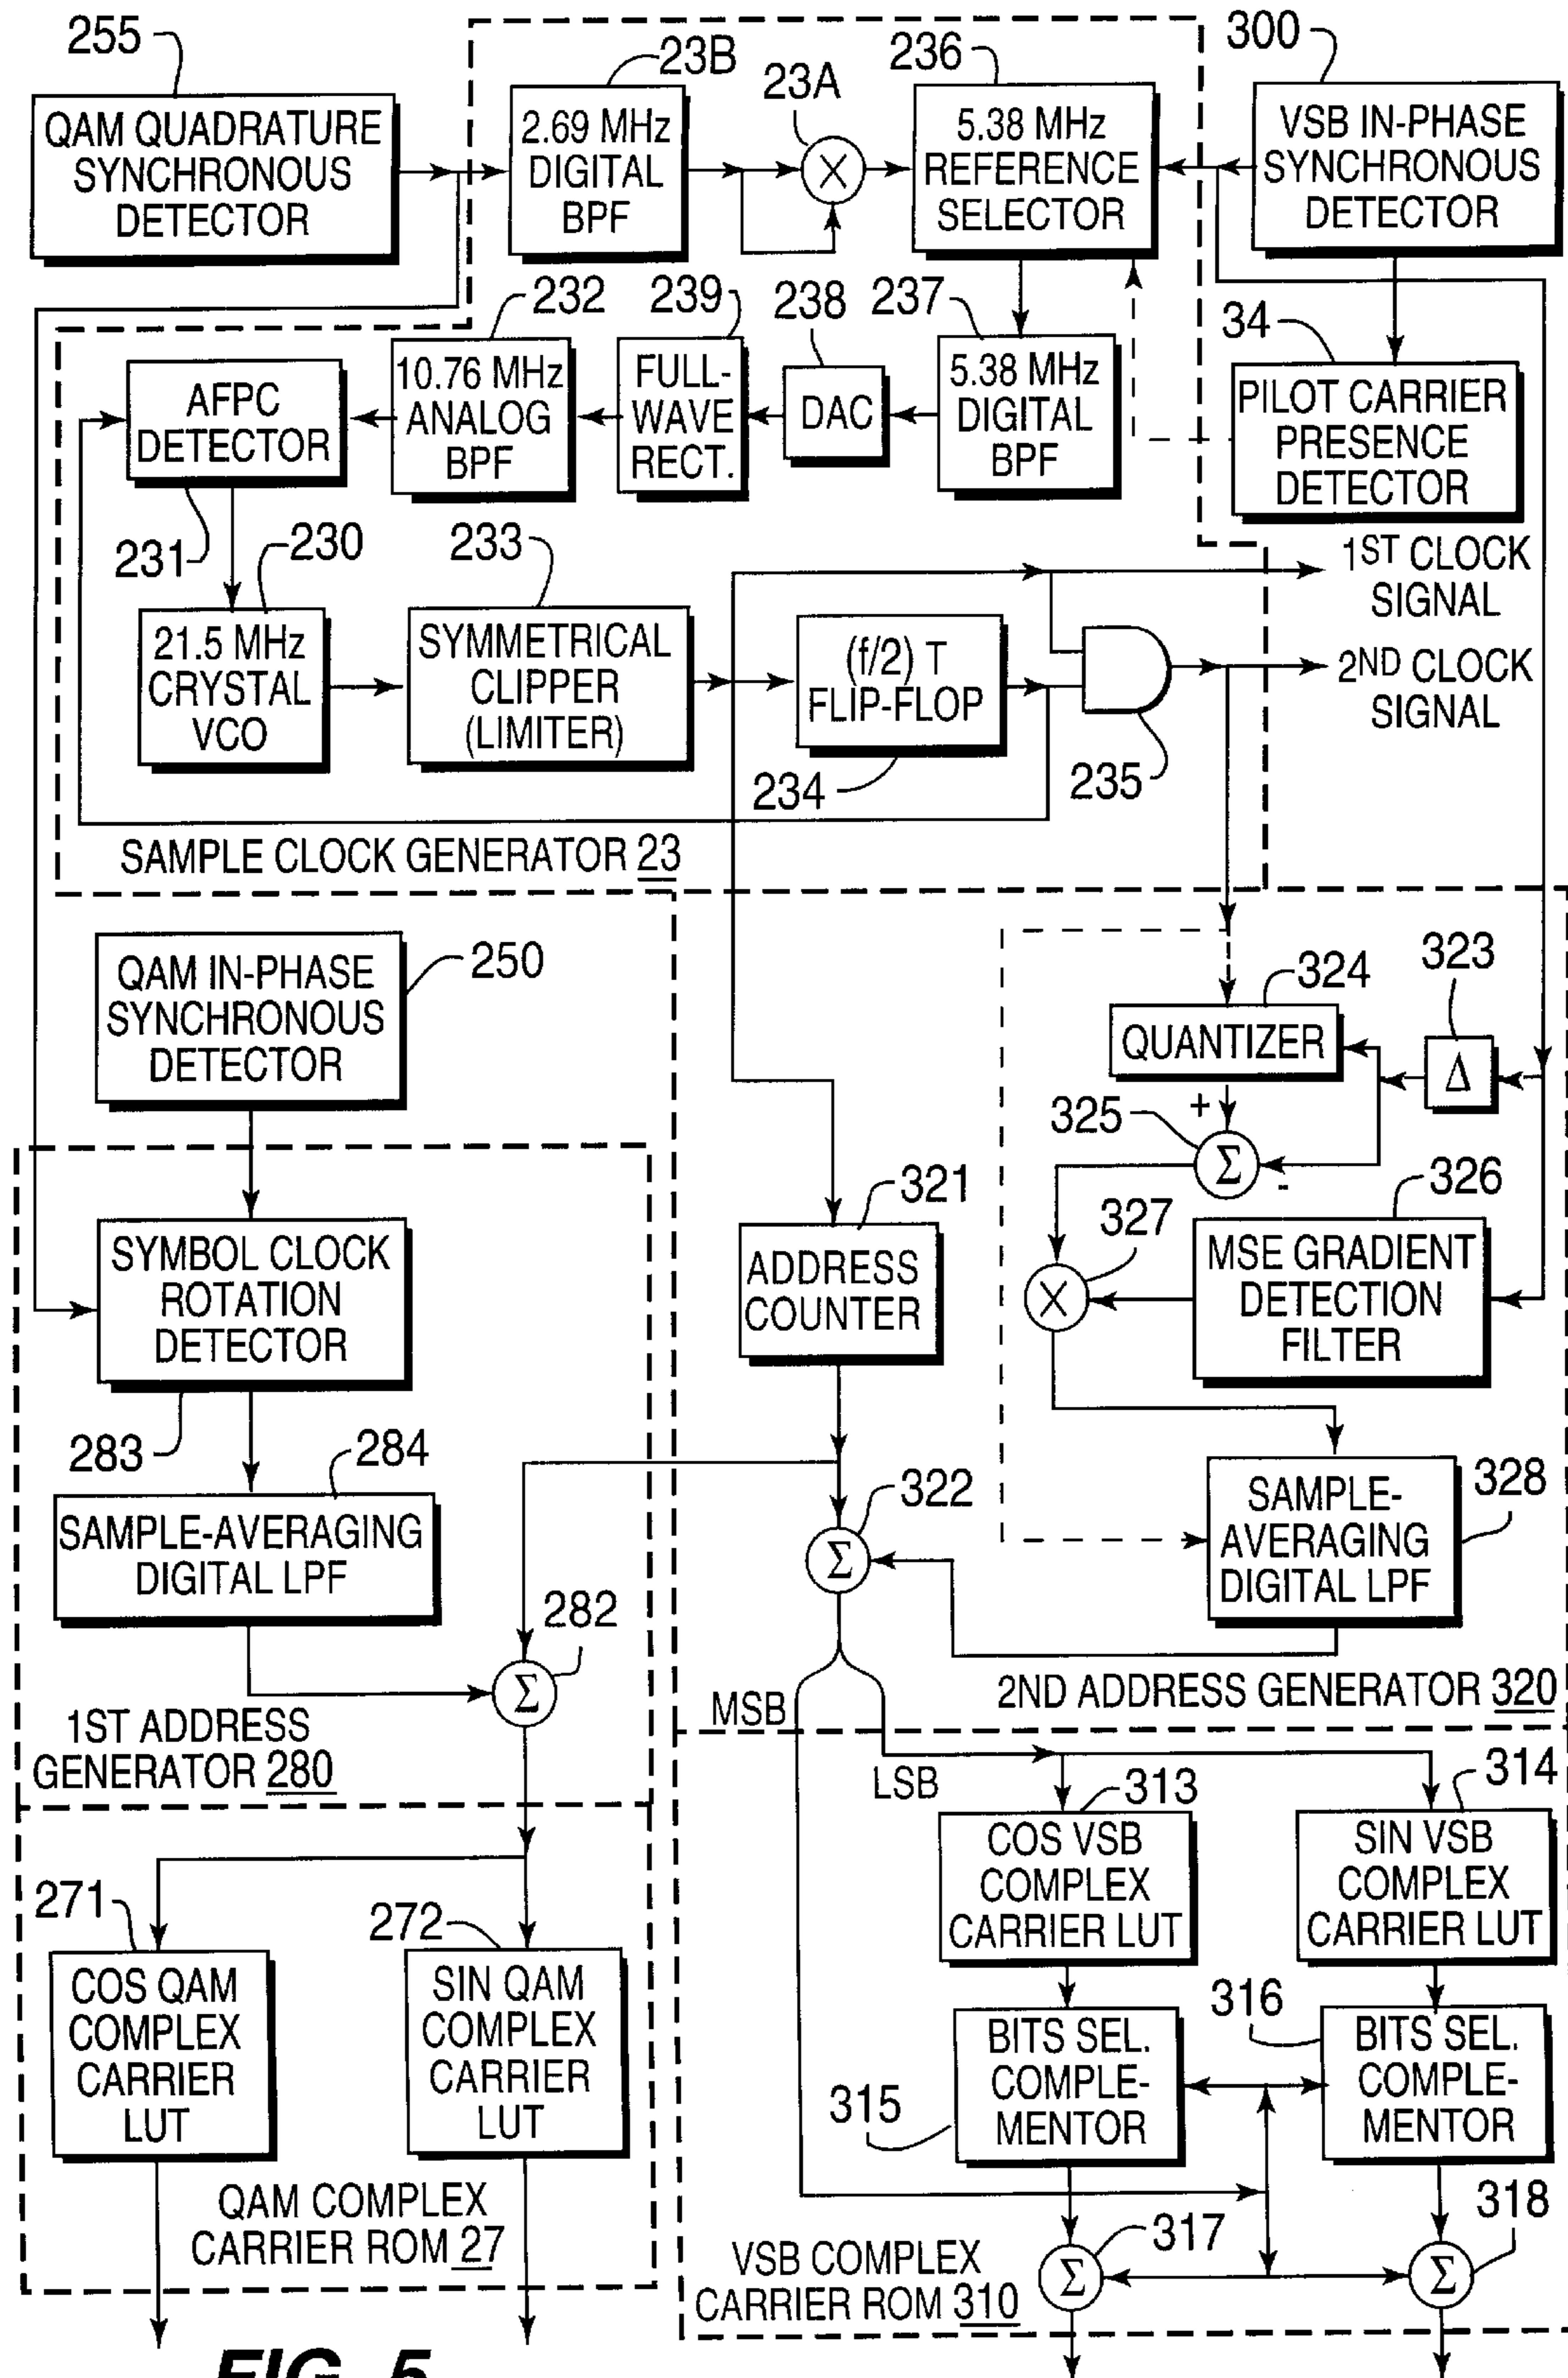 255
23B
23A
236
300
QAM QUADRATURE
SYNCHRONOUS
DETECTOR
2.69 MHz
DIGITAL
BPF
X
5.38 MHz
REFERENCE
SELECTOR
VSB IN-PHASE
SYNCHRONOUS
DETECTOR
232
239
238
237
34
AFPC
DETECTOR
10.76 MHz
ANALOG
BPF
FULL-
WAVE
RECT.
DAC
5.38 MHz
DIGITAL
BPF
PILOT CARRIER
PRESENCE
DETECTOR
231
230
233
1ST CLOCK
SIGNAL
21.5 MHz
CRYSTAL
VCO
SYMMETRICAL
CLIPPER
(LIMITER)
(f/2) T
FLIP-FLOP
2ND CLOCK
SIGNAL
234
235
SAMPLE CLOCK GENERATOR 23
QAM IN-PHASE
SYNCHRONOUS
DETECTOR
250
324
323
QUANTIZER
Δ
+
325
Σ
-
321
327
326
SYMBOL CLOCK
ROTATION
DETECTOR
ADDRESS
COUNTER
X
MSE GRADIENT
DETECTION
FILTER
283
284
322
328
SAMPLE-AVERAGING
DIGITAL LPF
Σ
SAMPLE-
AVERAGING
DIGITAL LPF
282
Σ
1ST ADDRESS
GENERATOR 280
MSB
2ND ADDRESS GENERATOR 320
LSB
313
314
COS VSB
COMPLEX
CARRIER LUT
SIN VSB
COMPLEX
CARRIER LUT
271
272
COS QAM
COMPLEX
CARRIER
LUT
SIN QAM
COMPLEX
CARRIER
LUT
316
315
BITS SEL.
COMPLE-
MENTOR
BITS SEL.
COMPLE-
MENTOR
QAM COMPLEX
CARRIER ROM 27
317
318
VSB COMPLEX
CARRIER ROM 310
Σ
Σ
FIG. 5